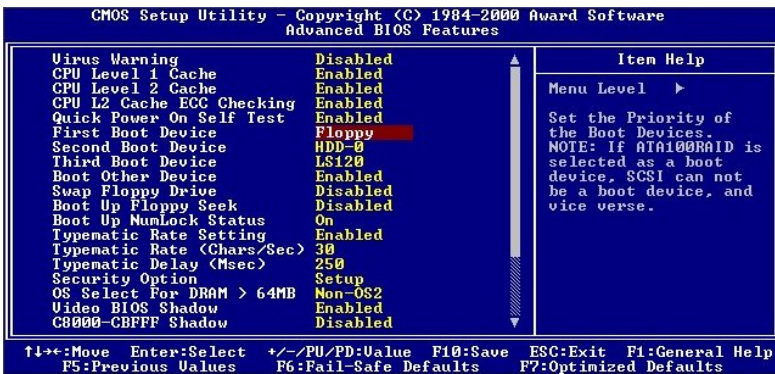 CMOS Setup Utility - Copyright (C) 1984-2000 Award Software
Advanced BIOS Features
Virus Warning Disabled
CPU Level 1 Cache Enabled
CPU Level 2 Cache Enabled
CPU L2 Cache ECC Checking Enabled
Quick Power On Self Test Enabled
First Boot Device Floppy
Second Boot Device HDD-0
Third Boot Device LS120
Boot Other Device Enabled
Swap Floppy Drive Disabled
Boot Up Floppy Seek Disabled
Boot Up NumLock Status On
Typematic Rate Setting Enabled
Typematic Rate (Chars/Sec) 30
Typematic Delay (Msec) 250
Security Option Setup
OS Select For DRAM > 64MB Non-OS2
Video BIOS Shadow Enabled
C8000-CBFFF Shadow Disabled
Item Help
Menu Level ▶
Set the Priority of
the Boot Devices.
NOTE: If ATA100RAID is
selected as a boot
device, SCSI can not
be a boot device, and
vice verse.
↑↓→←:Move Enter:Select +/-/PU/PD:Value F10:Save ESC:Exit F1:General Help
F5:Previous Values F6:Fail-Safe Defaults F7:Optimized Defaults